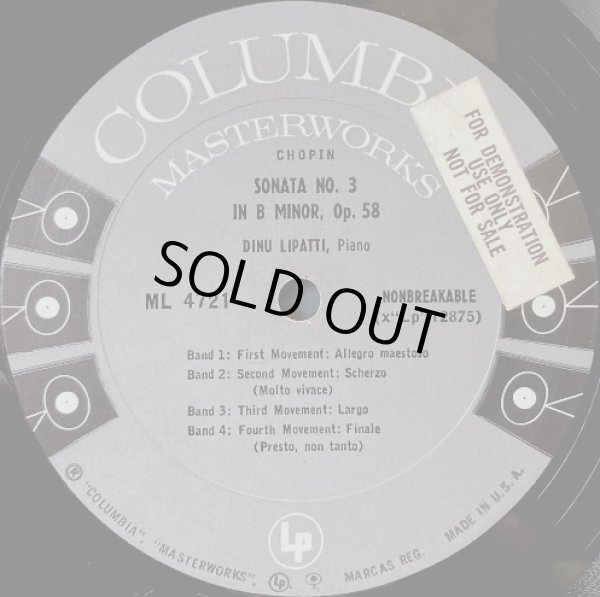 COLUMBIA
MASTERWORKS
FOR DEMONSTRATION
USE ONLY
NOT FOR SALE
CHOPIN
SONATA NO. 3
IN B MINOR, Op. 58
DINU LIPATTI, Piano
SOLD OUT
ML 4721
NONBREAKABLE
Band 1: First Movement: Allegro maestoso
Band 2: Second Movement: Scherzo
(Molto vivace)
Band 3: Third Movement: Largo
Band 4: Fourth Movement: Finale
(Presto, non tanto)
Lp
® "COLUMBIA", "MASTERWORKS", Lp, MARCAS REG. MADE IN U. S. A.